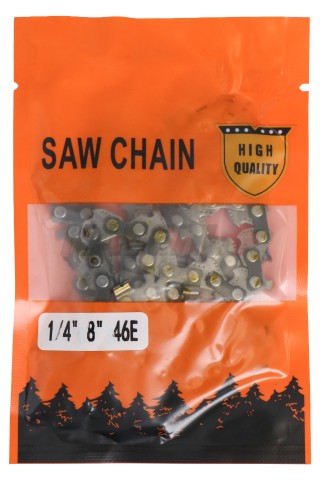 SAW CHAIN
HIGH
QUALITY
1/4" 8" 46E